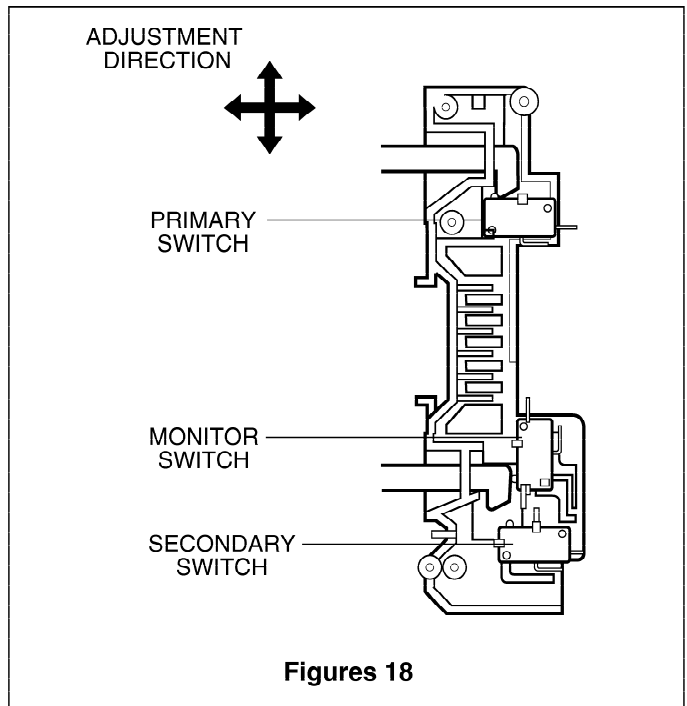 ADJUSTMENT
DIRECTION
PRIMARY
SWITCH
MONITOR
SWITCH
SECONDARY
SWITCH
Figures 18